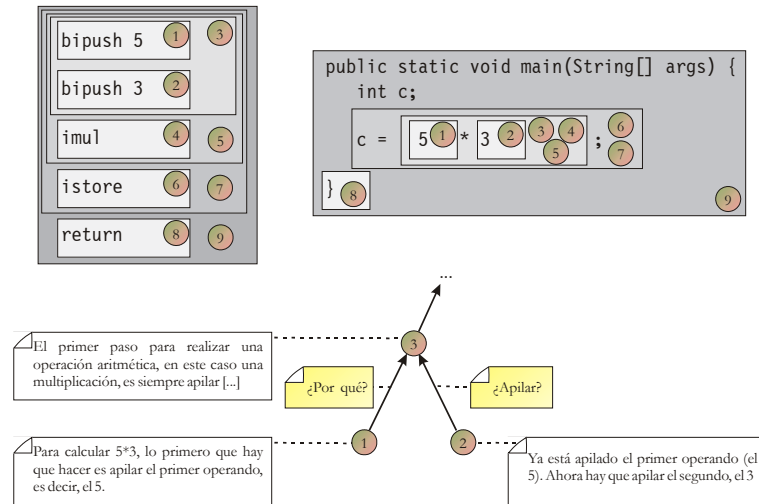 bipush 5 1 3
bipush 3 2
imul 4 5
istore 6 7
return 8 9
public static void main(String[] args) {
int c;
c = 5 1 * 3 2 3 4 5 ; 6 7
} 8
9
...
3
El primer paso para realizar una
operación aritmética, en este caso una
multiplicación, es siempre apilar [...]
¿Por qué?
¿Apilar?
1
2
Para calcular 5*3, lo primero que hay
que hacer es apilar el primer operando,
es decir, el 5.
Ya está apilado el primer operando (el
5). Ahora hay que apilar el segundo, el 3